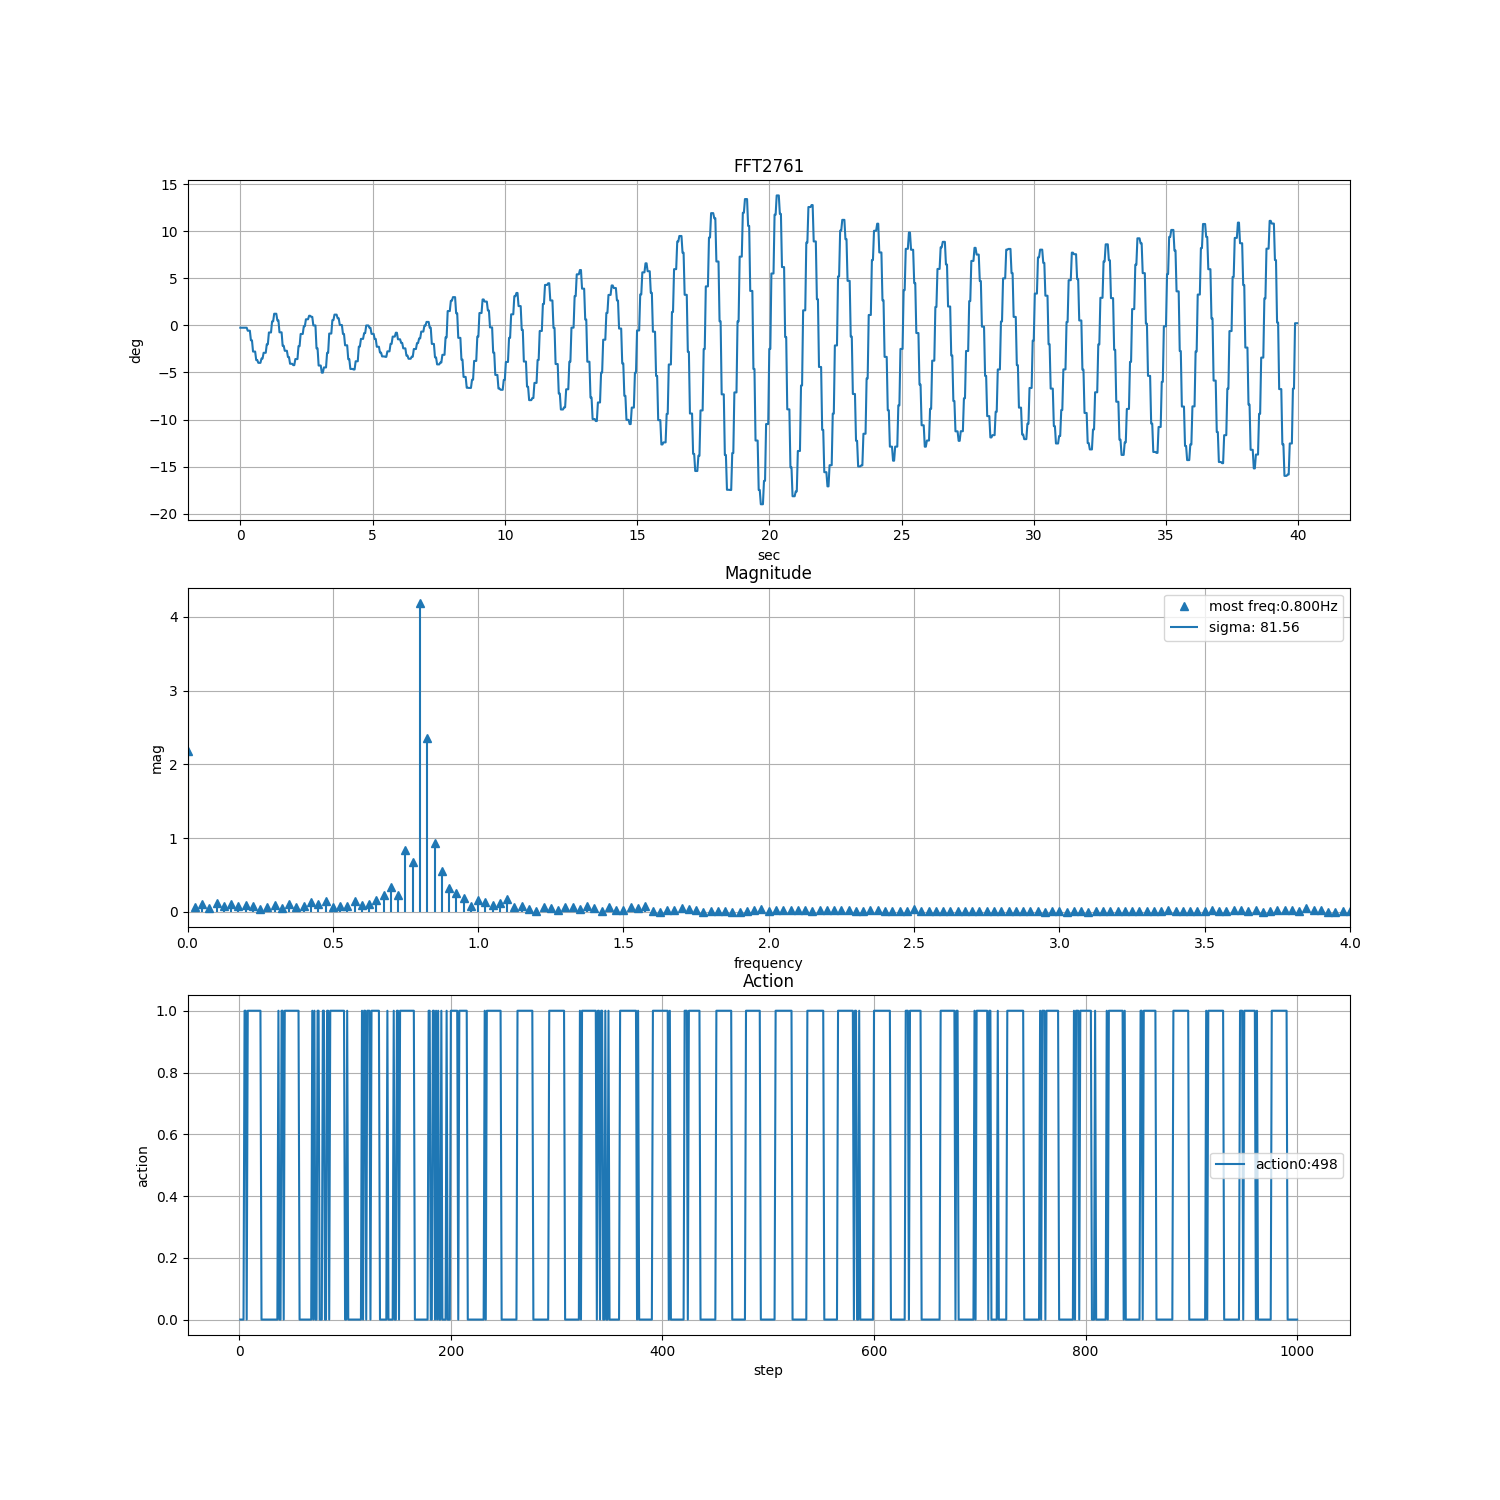 FFT2761
15
10
5
0
−5
−10
−15
−20
deg
0 5 10 15 20 25 30 35 40
sec
Magnitude
most freq:0.800Hz
sigma: 81.56
4
3
2
1
0
mag
0.0 0.5 1.0 1.5 2.0 2.5 3.0 3.5 4.0
frequency
Action
1.0
0.8
0.6
0.4
0.2
0.0
action
action0:498
0 200 400 600 800 1000
step